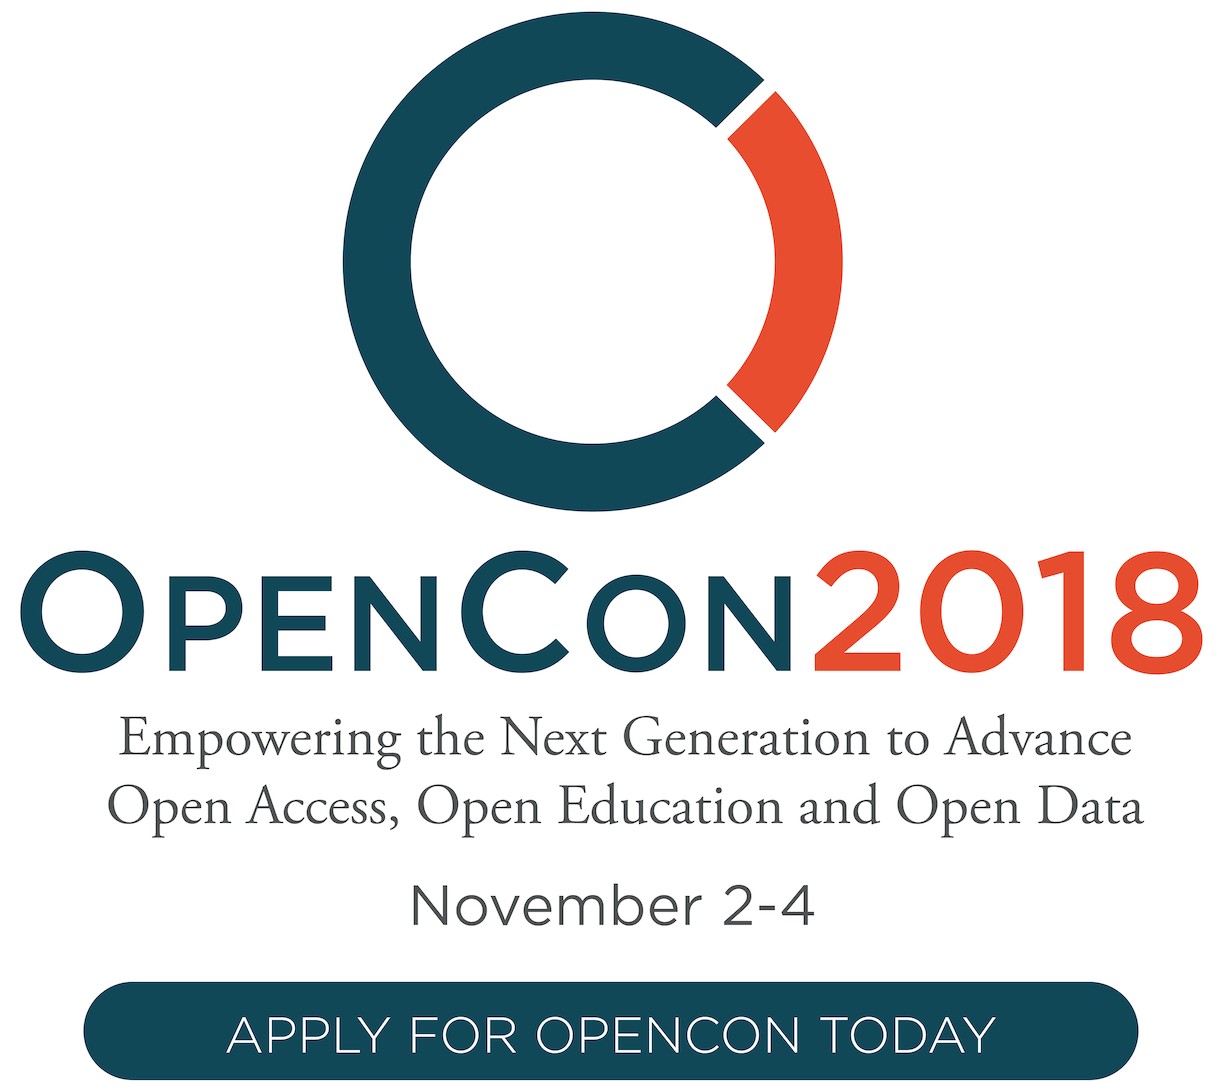 OPENCON2018
Empowering the Next Generation to Advance
Open Access, Open Education and Open Data
November 2-4
APPLY FOR OPENCON TODAY